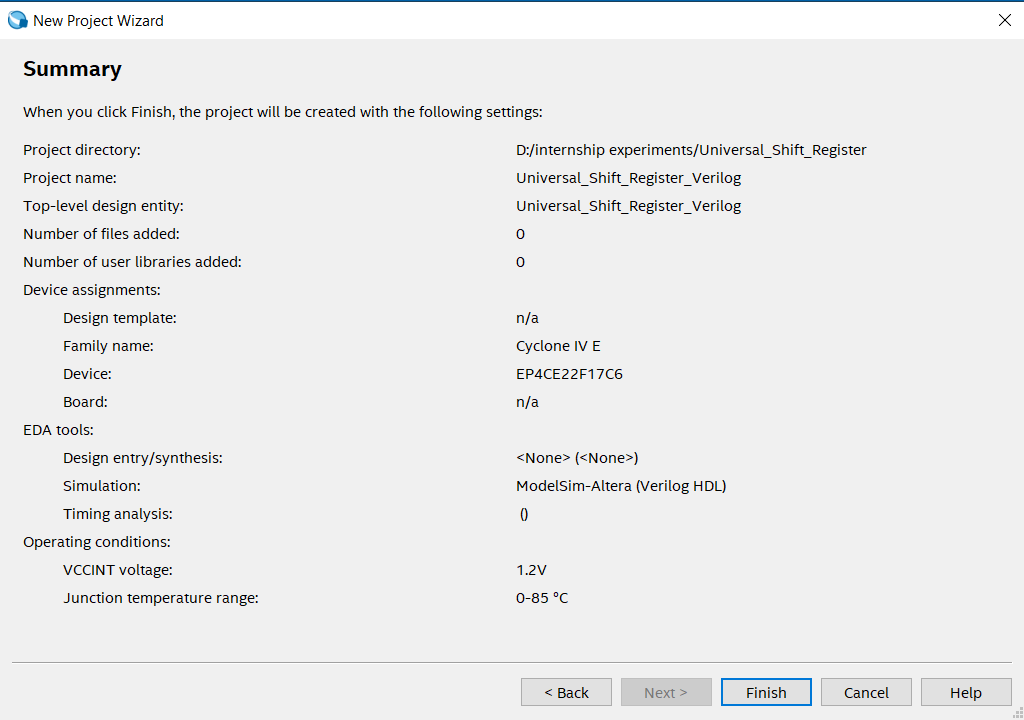 New Project Wizard
Summary
When you click Finish, the project will be created with the following settings:
Project directory: D:/internship experiments/Universal_Shift_Register
Project name: Universal_Shift_Register_Verilog
Top-level design entity: Universal_Shift_Register_Verilog
Number of files added: 0
Number of user libraries added: 0
Device assignments:
Design template: n/a
Family name: Cyclone IV E
Device: EP4CE22F17C6
Board: n/a
EDA tools:
Design entry/synthesis: <None> (<None>)
Simulation: ModelSim-Altera (Verilog HDL)
Timing analysis: ()
Operating conditions:
VCCINT voltage: 1.2V
Junction temperature range: 0-85 °C
< Back Next > Finish Cancel Help